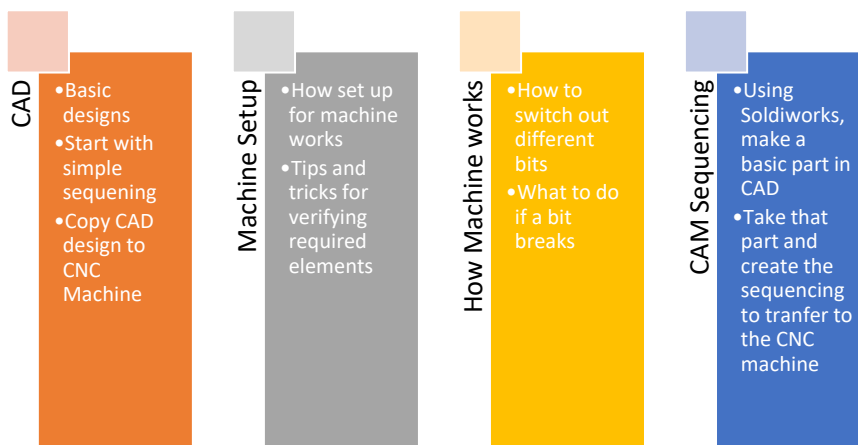 CAD
•Basic
designs
•Start with
simple
sequening
•Copy CAD
design to
CNC
Machine
Machine Setup
•How set up
for machine
works
•Tips and
tricks for
verifying
required
elements
How Machine works
•How to
switch out
different
bits
•What to do
if a bit
breaks
CAM Sequencing
•Using
Soldiworks,
make a
basic part in
CAD
•Take that
part and
create the
sequencing
to tranfer to
the CNC
machine